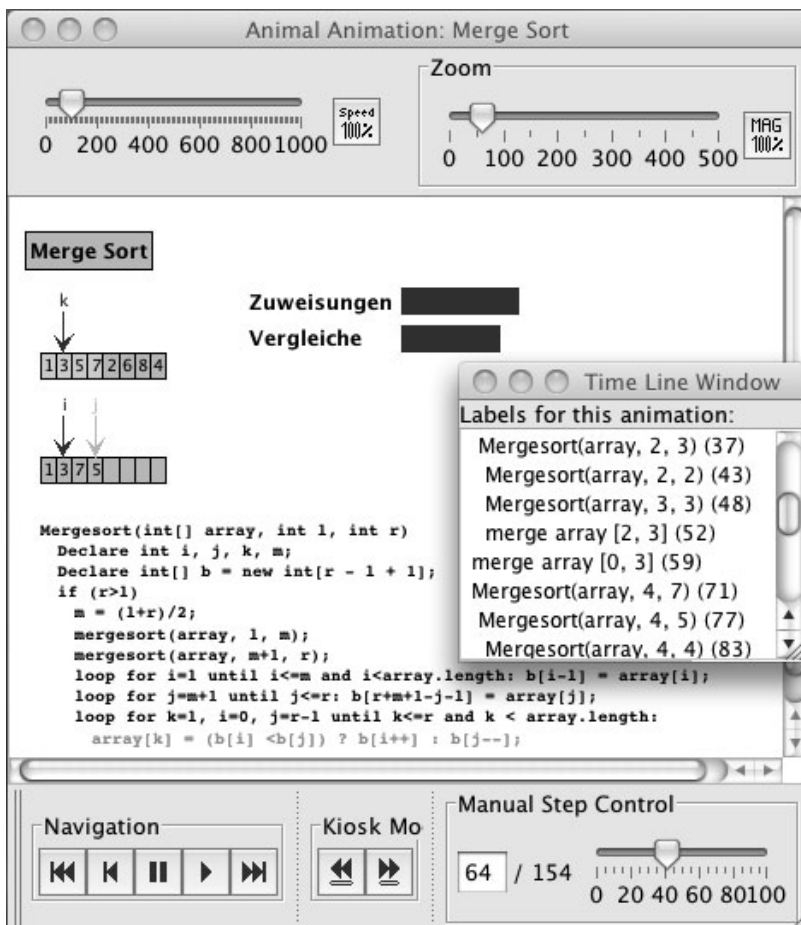 Animal Animation: Merge Sort
Zoom
Speed
100%
MAG
100%
0 200 400 600 800 1000
0 100 200 300 400 500
Merge Sort
k
Zuweisungen
Vergleiche
1 3 5 7 2 6 8 4
i j
1 3 7 5
Time Line Window
Labels for this animation:
Mergesort(array, 2, 3) (37)
Mergesort(array, 2, 2) (43)
Mergesort(array, 3, 3) (48)
merge array [2, 3] (52)
merge array [0, 3] (59)
Mergesort(array, 4, 7) (71)
Mergesort(array, 4, 5) (77)
Mergesort(array, 4, 4) (83)
Mergesort(int[] array, int l, int r)
Declare int i, j, k, m;
Declare int[] b = new int[r - l + 1];
if (r>l)
m = (l+r)/2;
mergesort(array, l, m);
mergesort(array, m+1, r);
loop for i=l until i<=m and i<array.length: b[i-l] = array[i];
loop for j=m+1 until j<=r: b[r+m+1-j-l] = array[j];
loop for k=l, i=0, j=r-l until k<=r and k < array.length:
array[k] = (b[i] <b[j]) ? b[i++] : b[j--];
Navigation
Kiosk Mo
Manual Step Control
64 / 154
0 20 40 60 80100